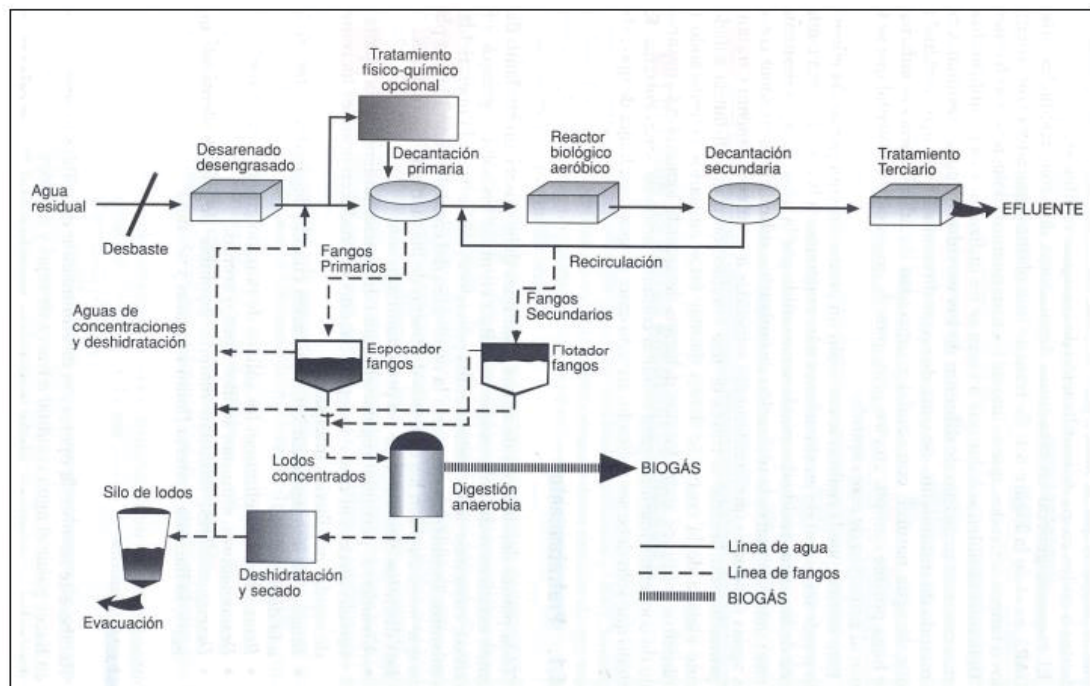 Tratamiento
físico-químico
opcional
Desarenado
desengrasado
Decantación
primaria
Reactor
biológico
aeróbico
Decantación
secundaria
Tratamiento
Terciario
Agua
residual
EFLUENTE
Desbaste
Fangos
Primarios
Recirculación
Fangos
Secundarios
Aguas de
concentraciones
y deshidratación
Espesador
fangos
Flotador
fangos
Lodos
concentrados
BIOGÁS
Digestión
anaerobia
Silo de lodos
Deshidratación
y secado
Evacuación
Línea de agua
Línea de fangos
BIOGÁS